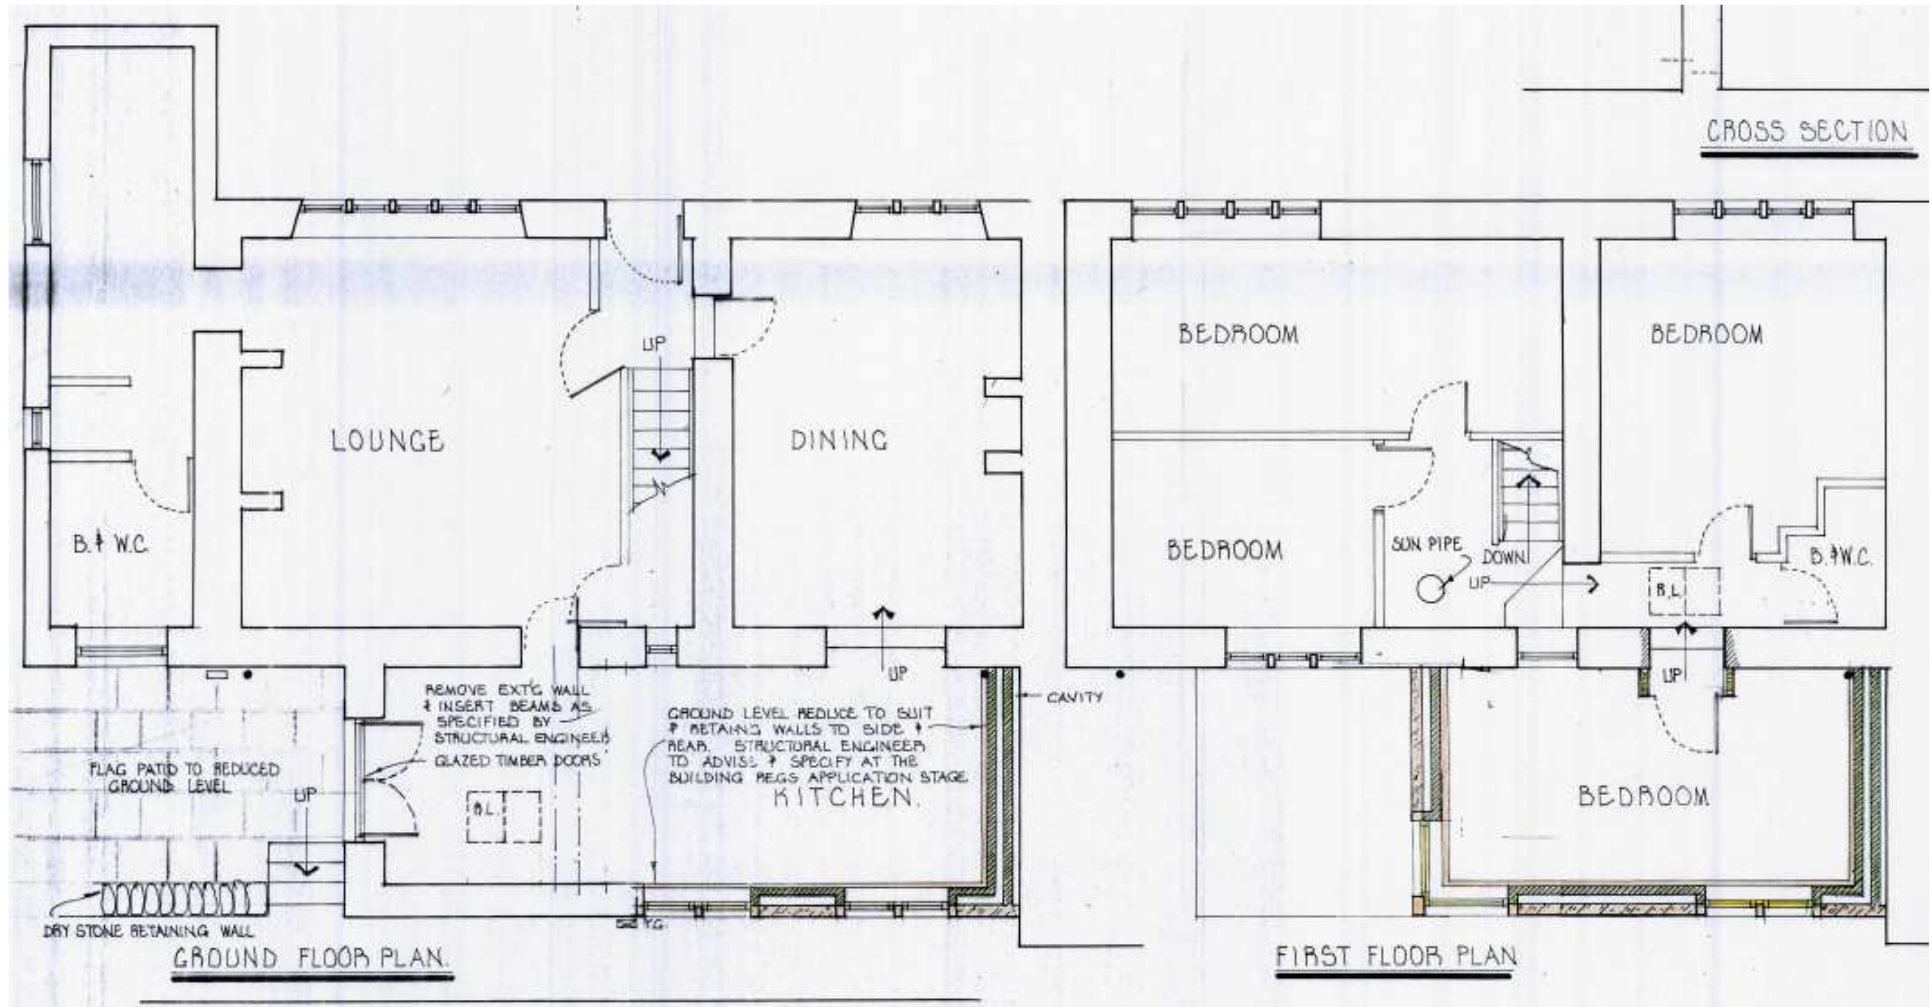 CROSS SECTION
LOUNGE
UP
DINING
B.& W.C.
UP
REMOVE EXT'G WALL
& INSERT BEAMS AS
SPECIFIED BY
STRUCTURAL ENGINEER
GLAZED TIMBER DOORS
GROUND LEVEL REDUCE TO SUIT
& RETAINING WALLS TO SIDE &
REAR. STRUCTURAL ENGINEER
TO ADVISE & SPECIFY AT THE
BUILDING REGS APPLICATION STAGE
KITCHEN.
CAVITY
FLAG PATIO TO REDUCED
GROUND LEVEL
UP
B.L.
DRY STONE RETAINING WALL
Y.G.
GROUND FLOOR PLAN.
BEDROOM
BEDROOM
BEDROOM
SUN PIPE
DOWN
UP
B.L.
B.&W.C.
UP
BEDROOM
FIRST FLOOR PLAN